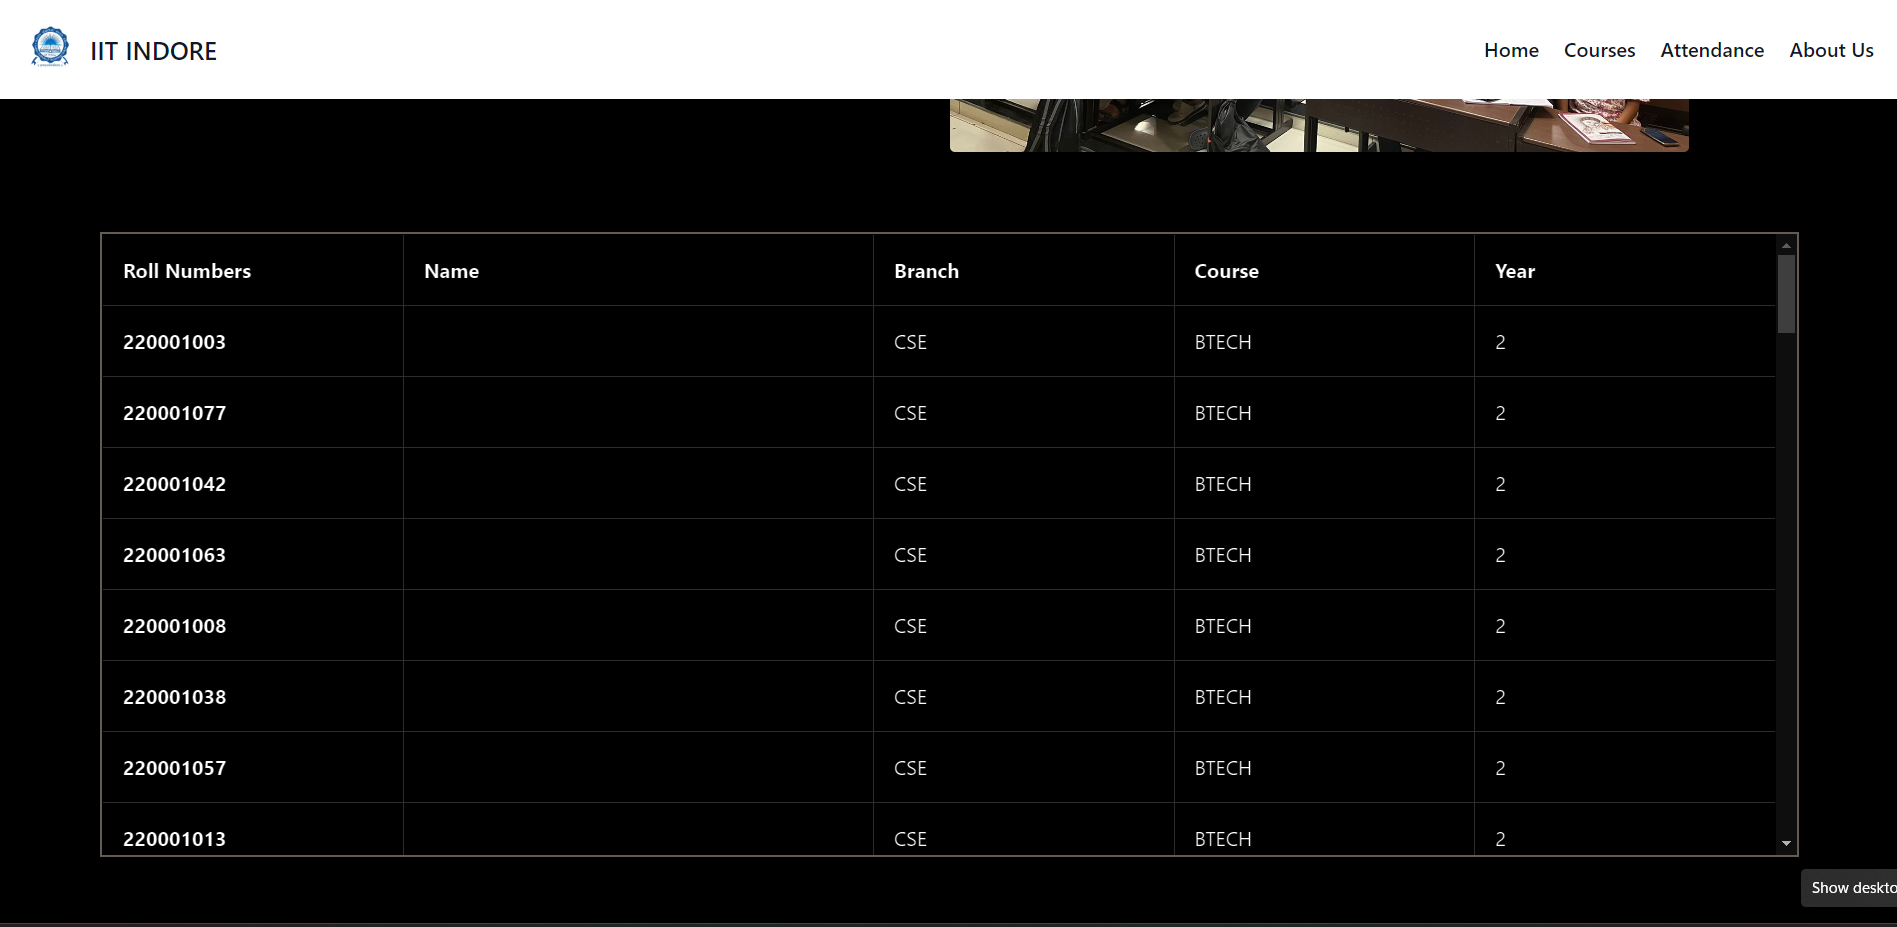 IIT INDORE
Home Courses Attendance About Us
Roll Numbers Name Branch Course Year
220001003 CSE BTECH 2
220001077 CSE BTECH 2
220001042 CSE BTECH 2
220001063 CSE BTECH 2
220001008 CSE BTECH 2
220001038 CSE BTECH 2
220001057 CSE BTECH 2
220001013 CSE BTECH 2
Show deskto